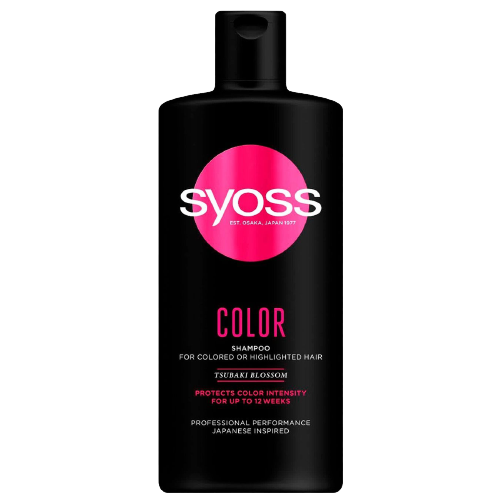 syoss
EST. OSAKA, JAPAN 1977
COLOR
SHAMPOO
FOR COLORED OR HIGHLIGHTED HAIR
TSUBAKI BLOSSOM
PROTECTS COLOR INTENSITY
FOR UP TO 12 WEEKS
PROFESSIONAL PERFORMANCE
JAPANESE INSPIRED